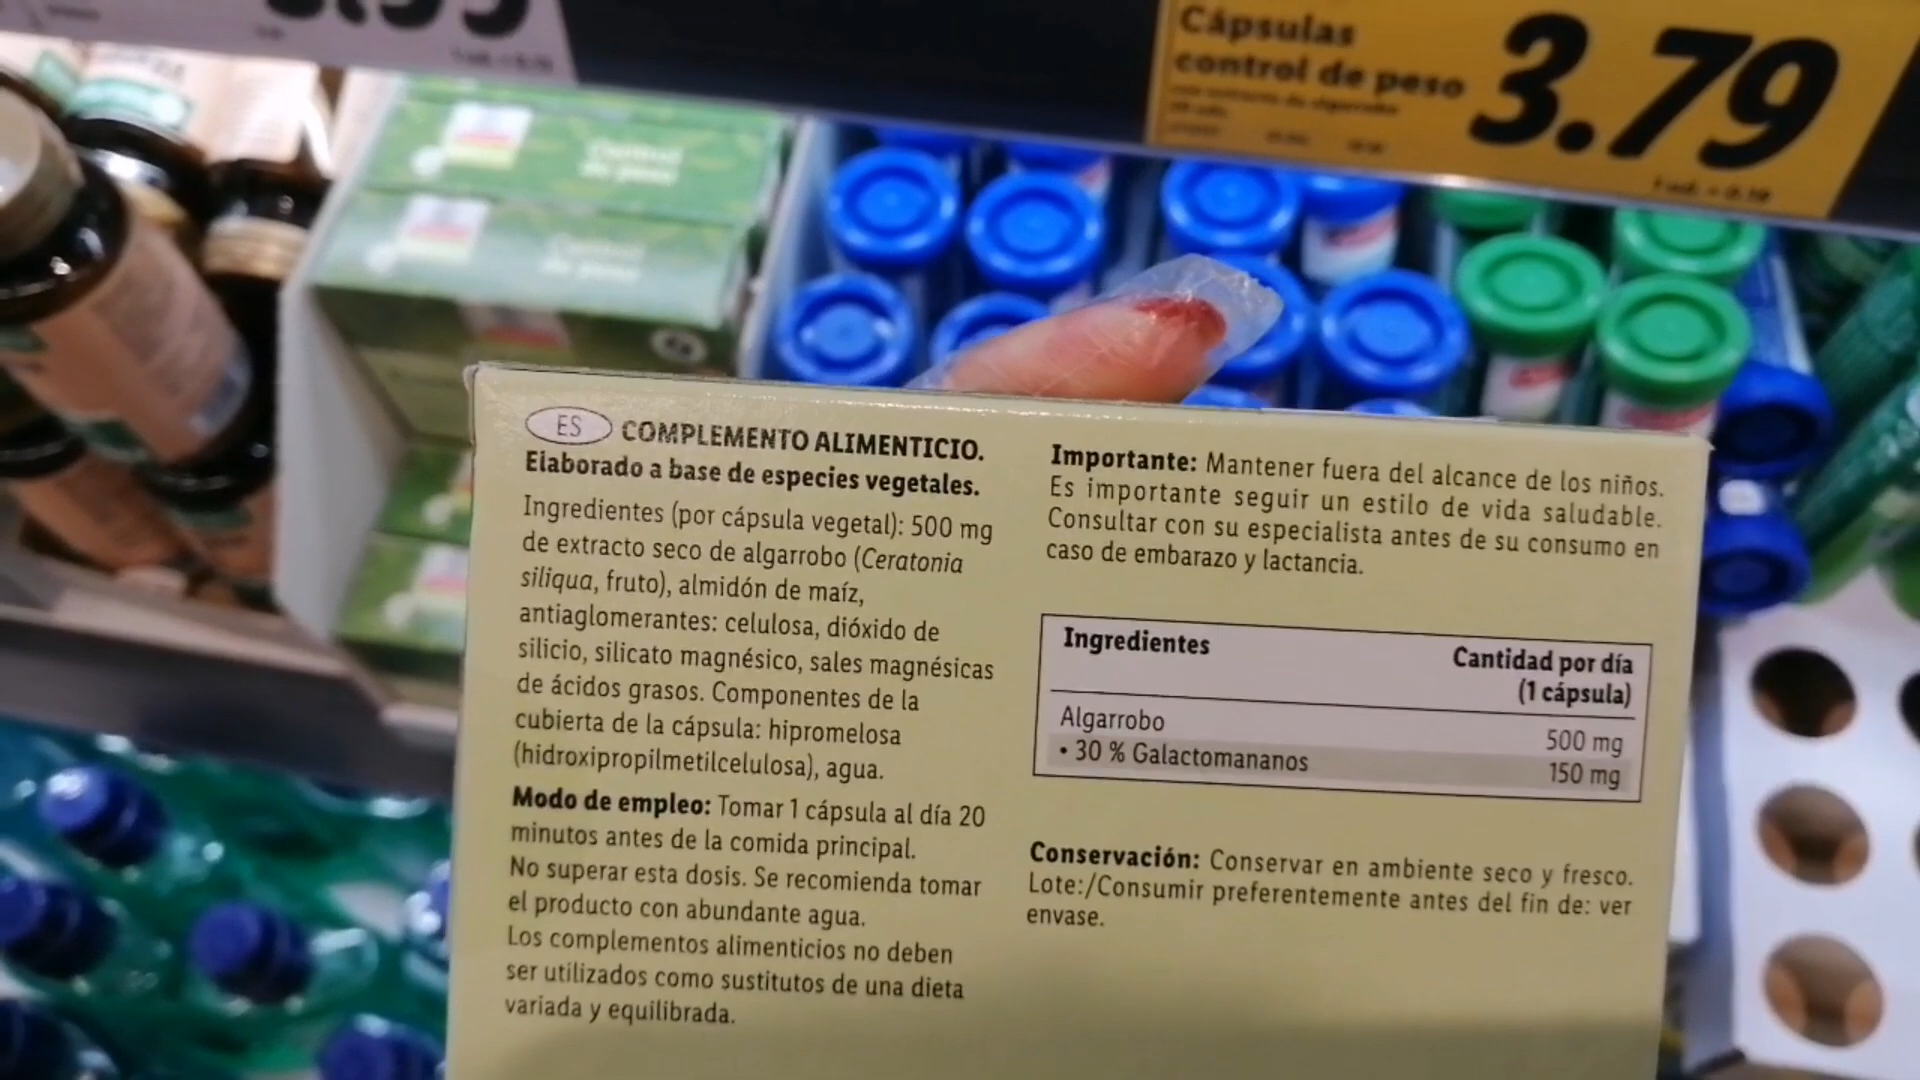 Cápsulas
control de peso
3.79
Control
de peso
ES COMPLEMENTO ALIMENTICIO.
Elaborado a base de especies vegetales.
Ingredientes (por cápsula vegetal): 500 mg
de extracto seco de algarrobo (Ceratonia
siliqua, fruto), almidón de maíz,
antiaglomerantes: celulosa, dióxido de
silicio, silicato magnésico, sales magnésicas
de ácidos grasos. Componentes de la
cubierta de la cápsula: hipromelosa
(hidroxipropilmetilcelulosa), agua.
Modo de empleo: Tomar 1 cápsula al día 20
minutos antes de la comida principal.
No superar esta dosis. Se recomienda tomar
el producto con abundante agua.
Los complementos alimenticios no deben
ser utilizados como sustitutos de una dieta
variada y equilibrada.
Importante: Mantener fuera del alcance de los niños.
Es importante seguir un estilo de vida saludable.
Consultar con su especialista antes de su consumo en
caso de embarazo y lactancia.
Ingredientes Cantidad por día
(1 cápsula)
Algarrobo 500 mg
• 30 % Galactomananos 150 mg
Conservación: Conservar en ambiente seco y fresco.
Lote:/Consumir preferentemente antes del fin de: ver
envase.